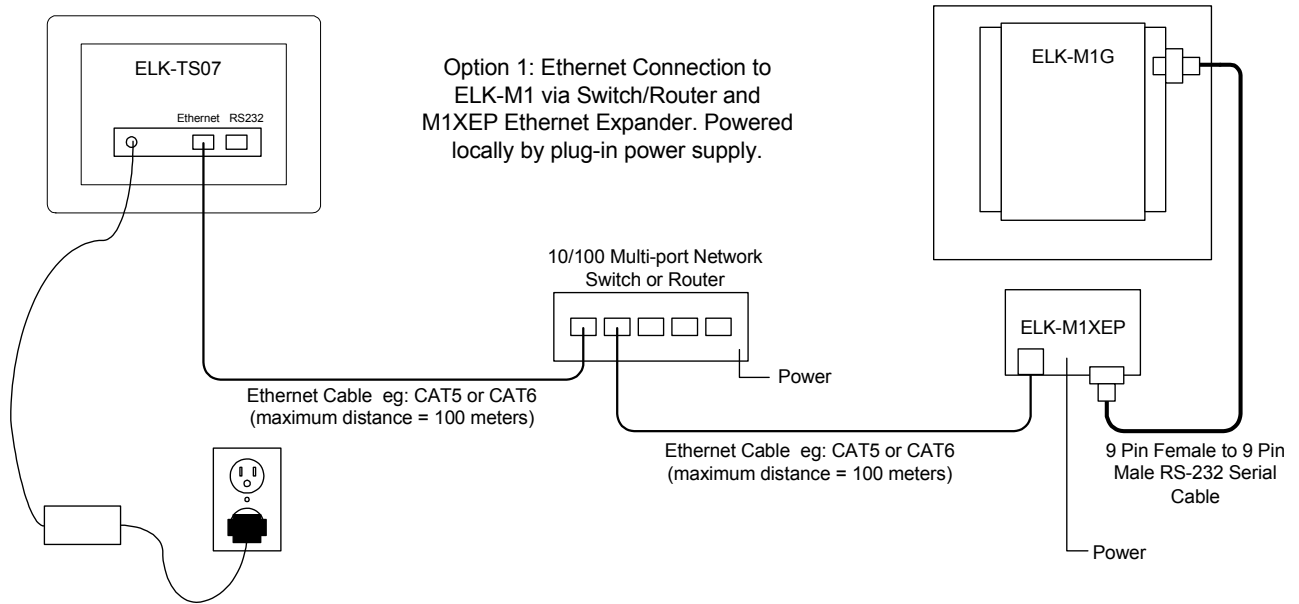 ELK-TS07
Ethernet RS232
Option 1: Ethernet Connection to
ELK-M1 via Switch/Router and
M1XEP Ethernet Expander. Powered
locally by plug-in power supply.
ELK-M1G
10/100 Multi-port Network
Switch or Router
Power
ELK-M1XEP
Ethernet Cable eg: CAT5 or CAT6
(maximum distance = 100 meters)
Ethernet Cable eg: CAT5 or CAT6
(maximum distance = 100 meters)
9 Pin Female to 9 Pin
Male RS-232 Serial
Cable
Power